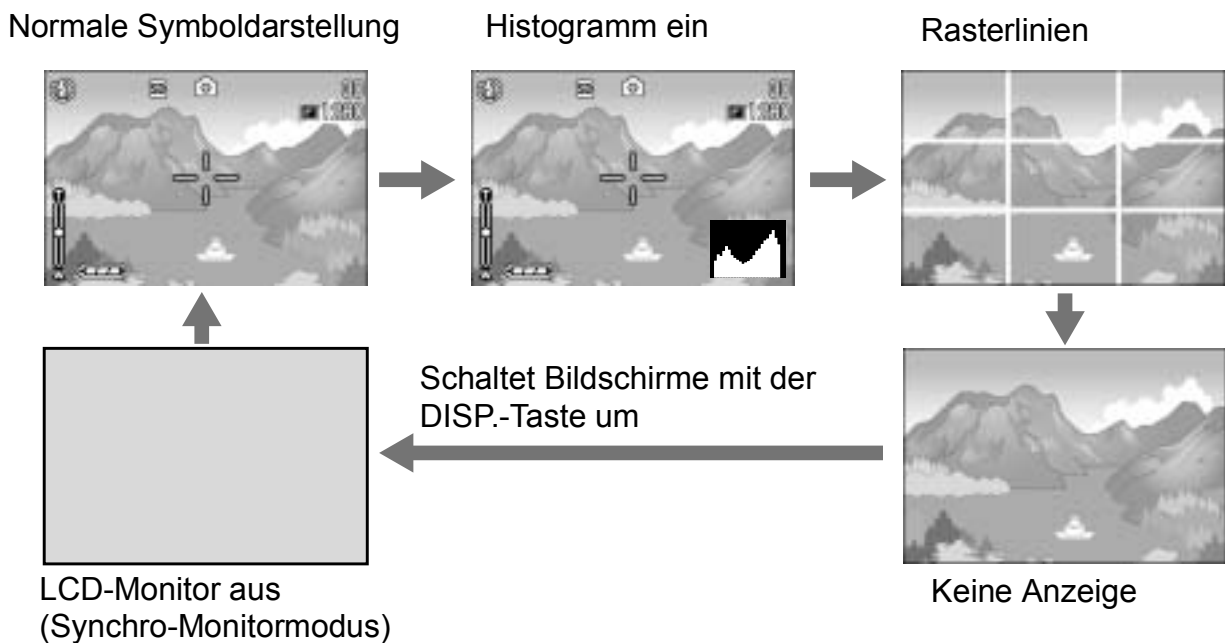 Normale Symboldarstellung
Histogramm ein
Rasterlinien
Schaltet Bildschirme mit der
DISP.-Taste um
LCD-Monitor aus
(Synchro-Monitormodus)
Keine Anzeige